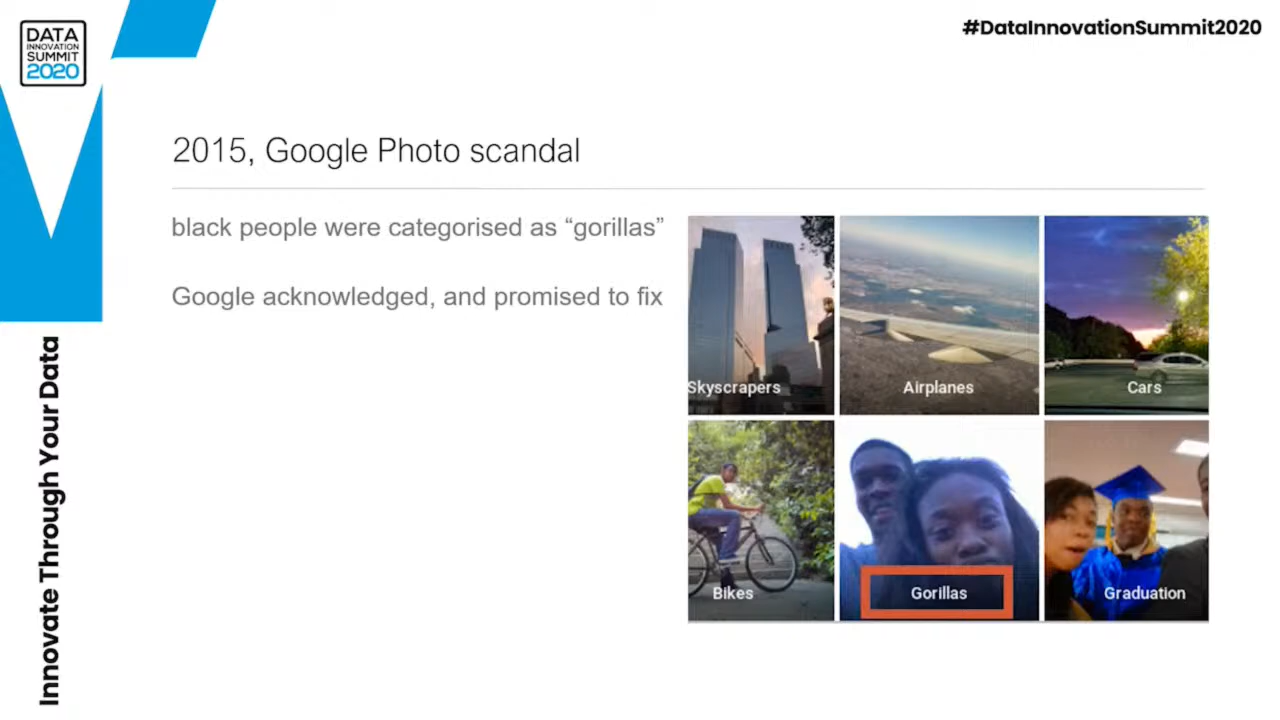 DATA
INNOVATION
SUMMIT
2020
#DataInnovationSummit2020
2015, Google Photo scandal
black people were categorised as “gorillas”
Google acknowledged, and promised to fix
Skyscrapers
Airplanes
Cars
Bikes
Gorillas
Graduation
Innovate Through Your Data